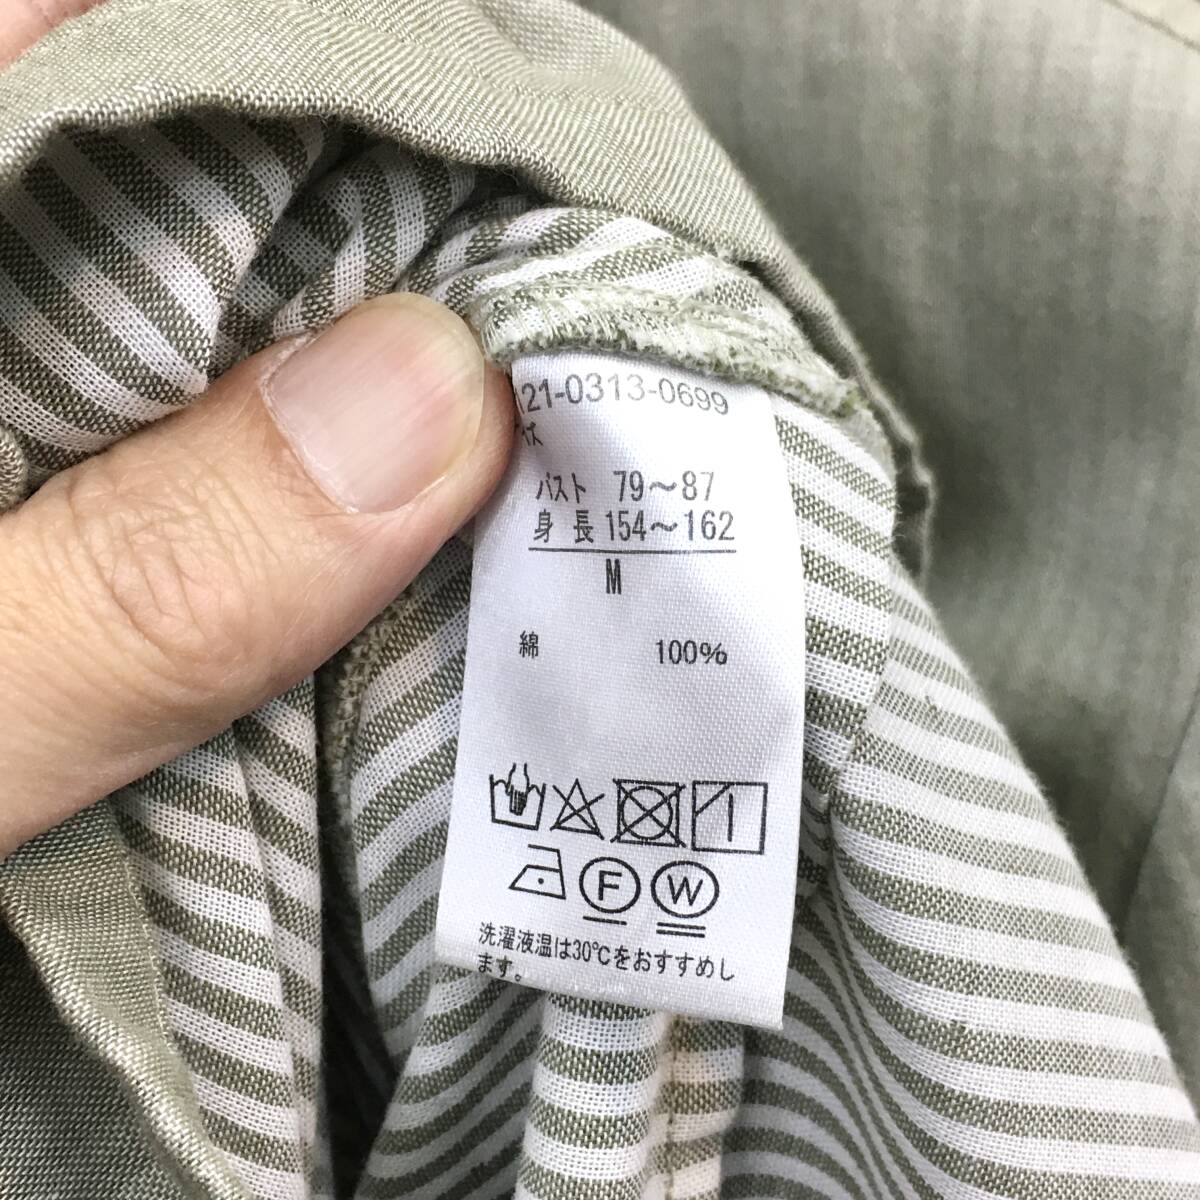 121-0313-0699
イズ
バスト 79～87
身長 154～162
M
綿 100%
F W
洗濯液温は30℃をおすすめし
ます。